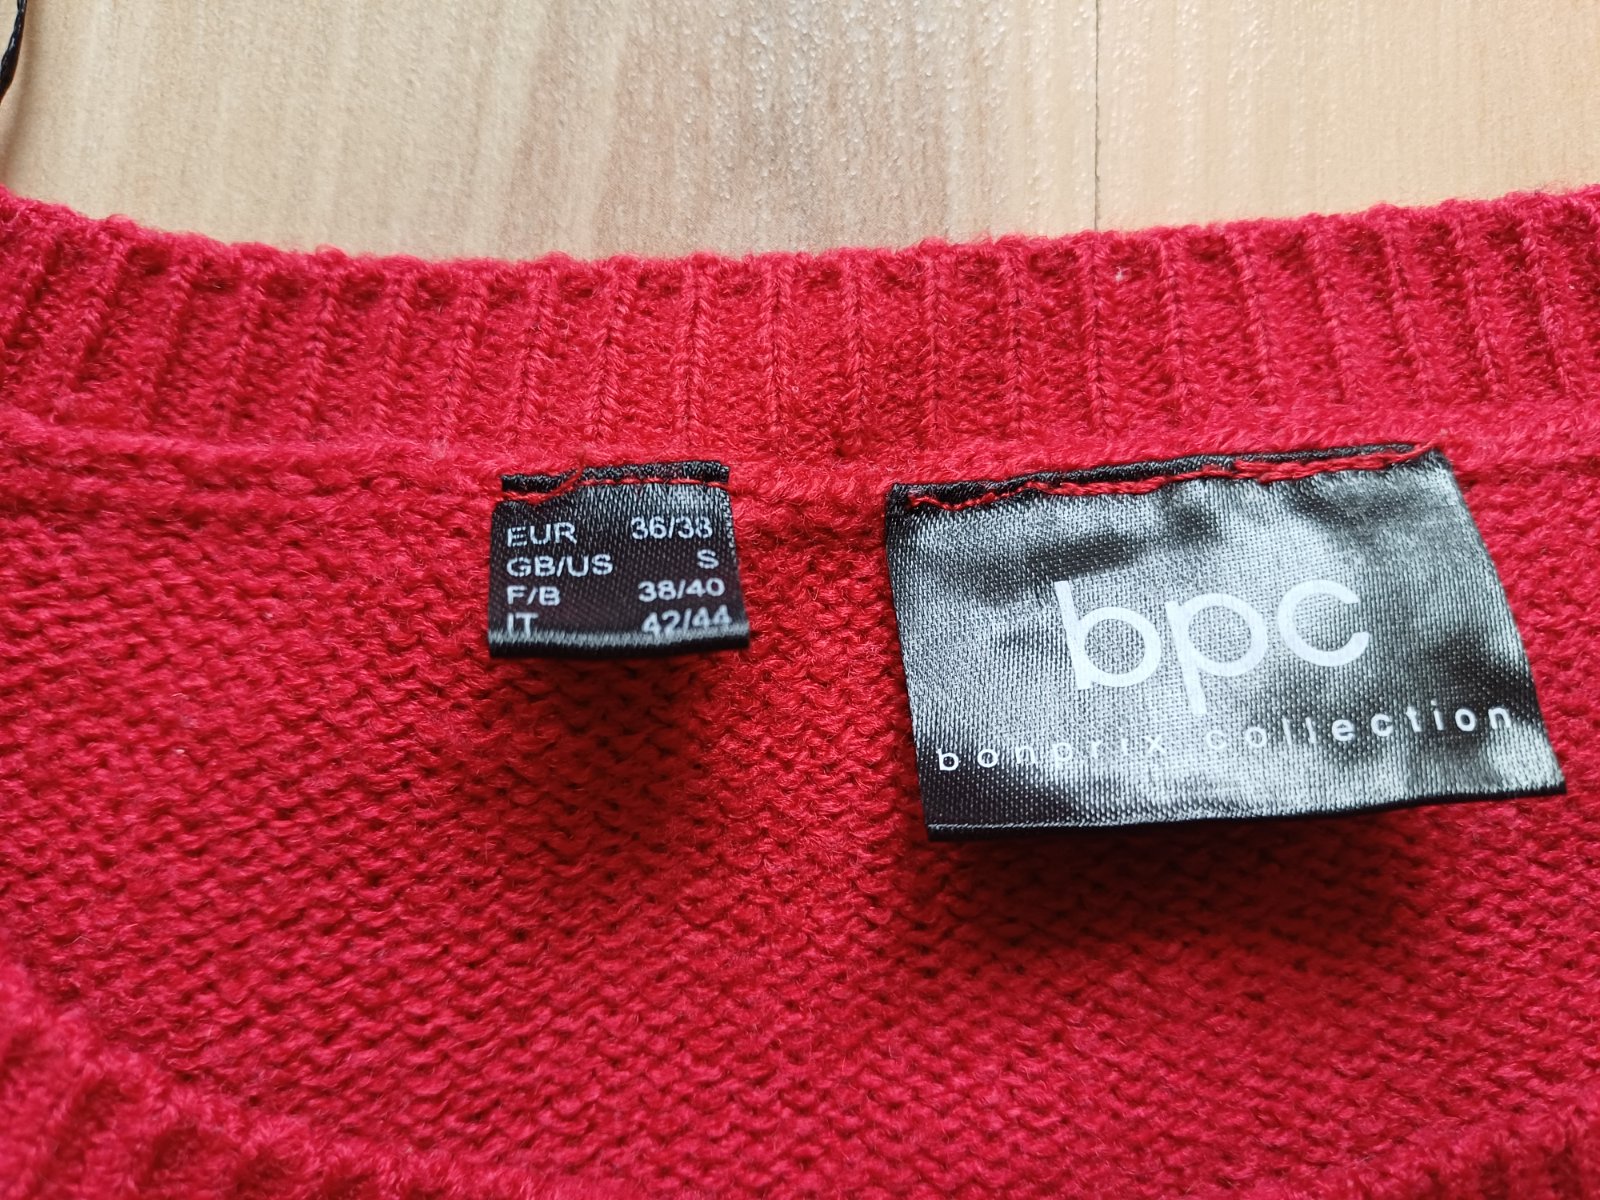 EUR 36/38
GB/US S
F/B 38/40
IT 42/44
bpc
bonprix collection